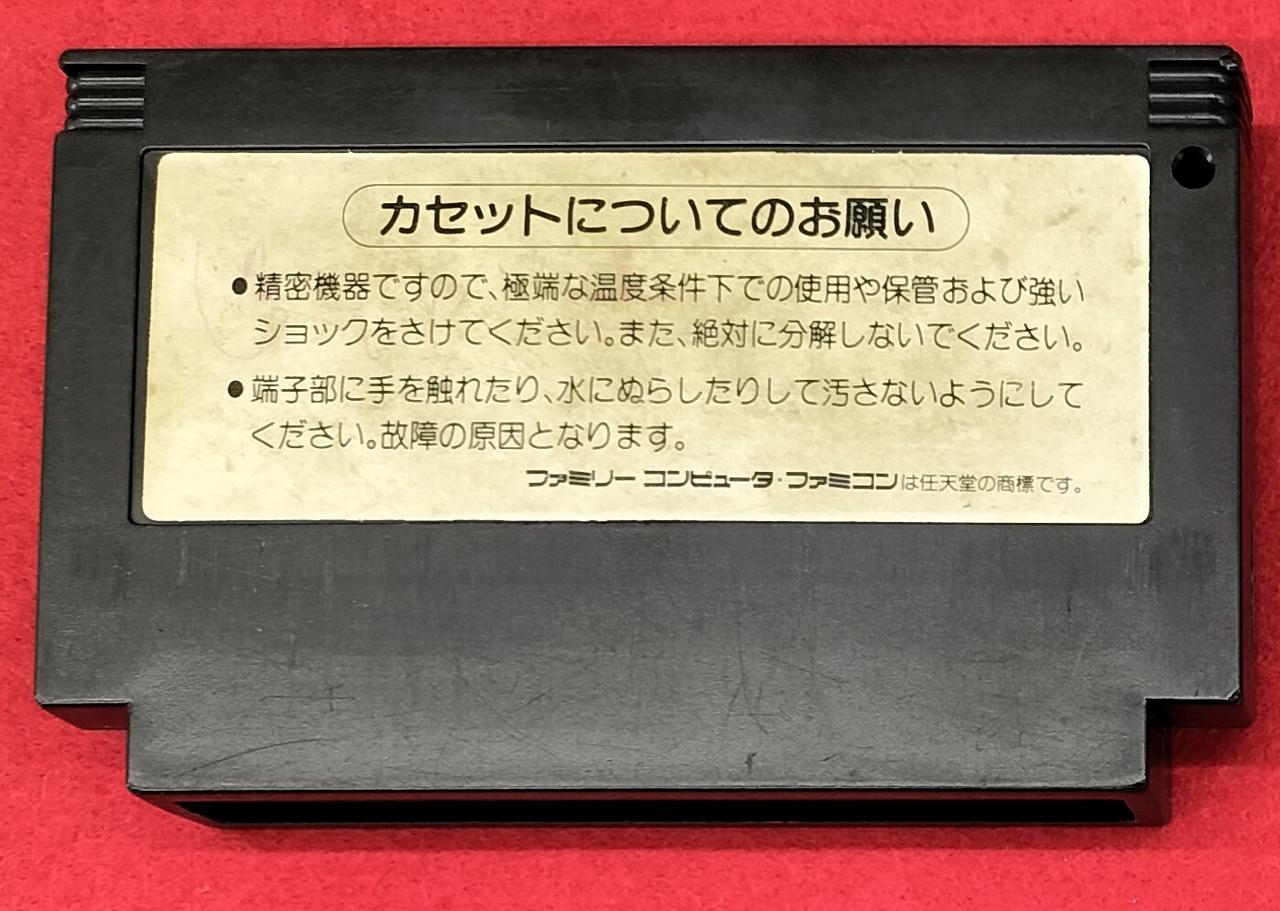 カセットについてのお願い
●精密機器ですので、極端な温度条件下での使用や保管および強い
ショックをさけてください。また、絶対に分解しないでください。
●端子部に手を触れたり、水にぬらしたりして汚さないようにして
ください。故障の原因となります。
ファミリー コンピュータ・ファミコンは任天堂の商標です。